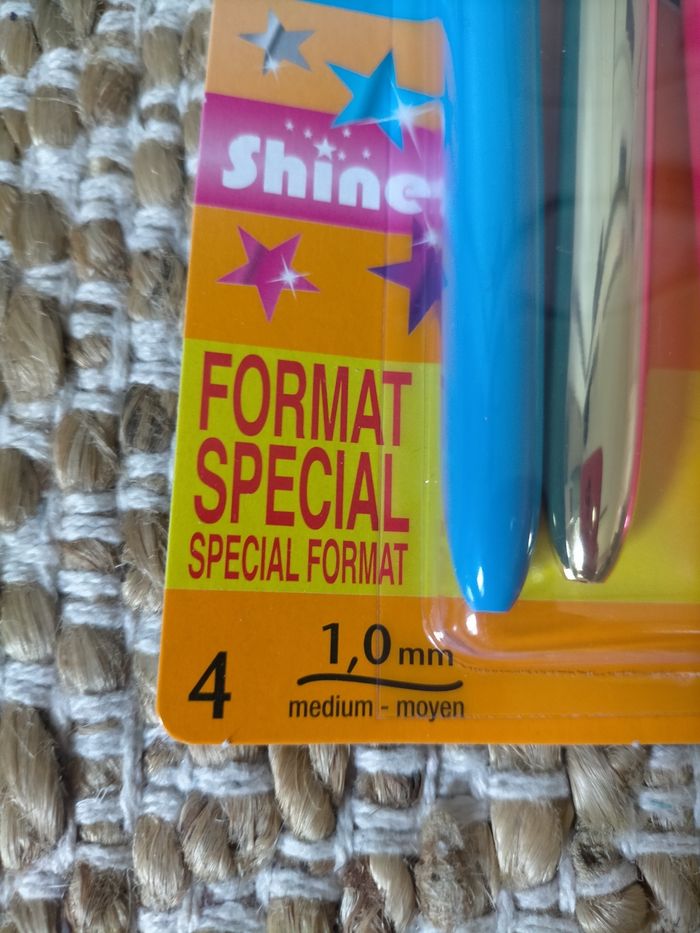 Shine
FORMAT
SPECIAL
SPECIAL FORMAT
4
1,0 mm
medium - moyen